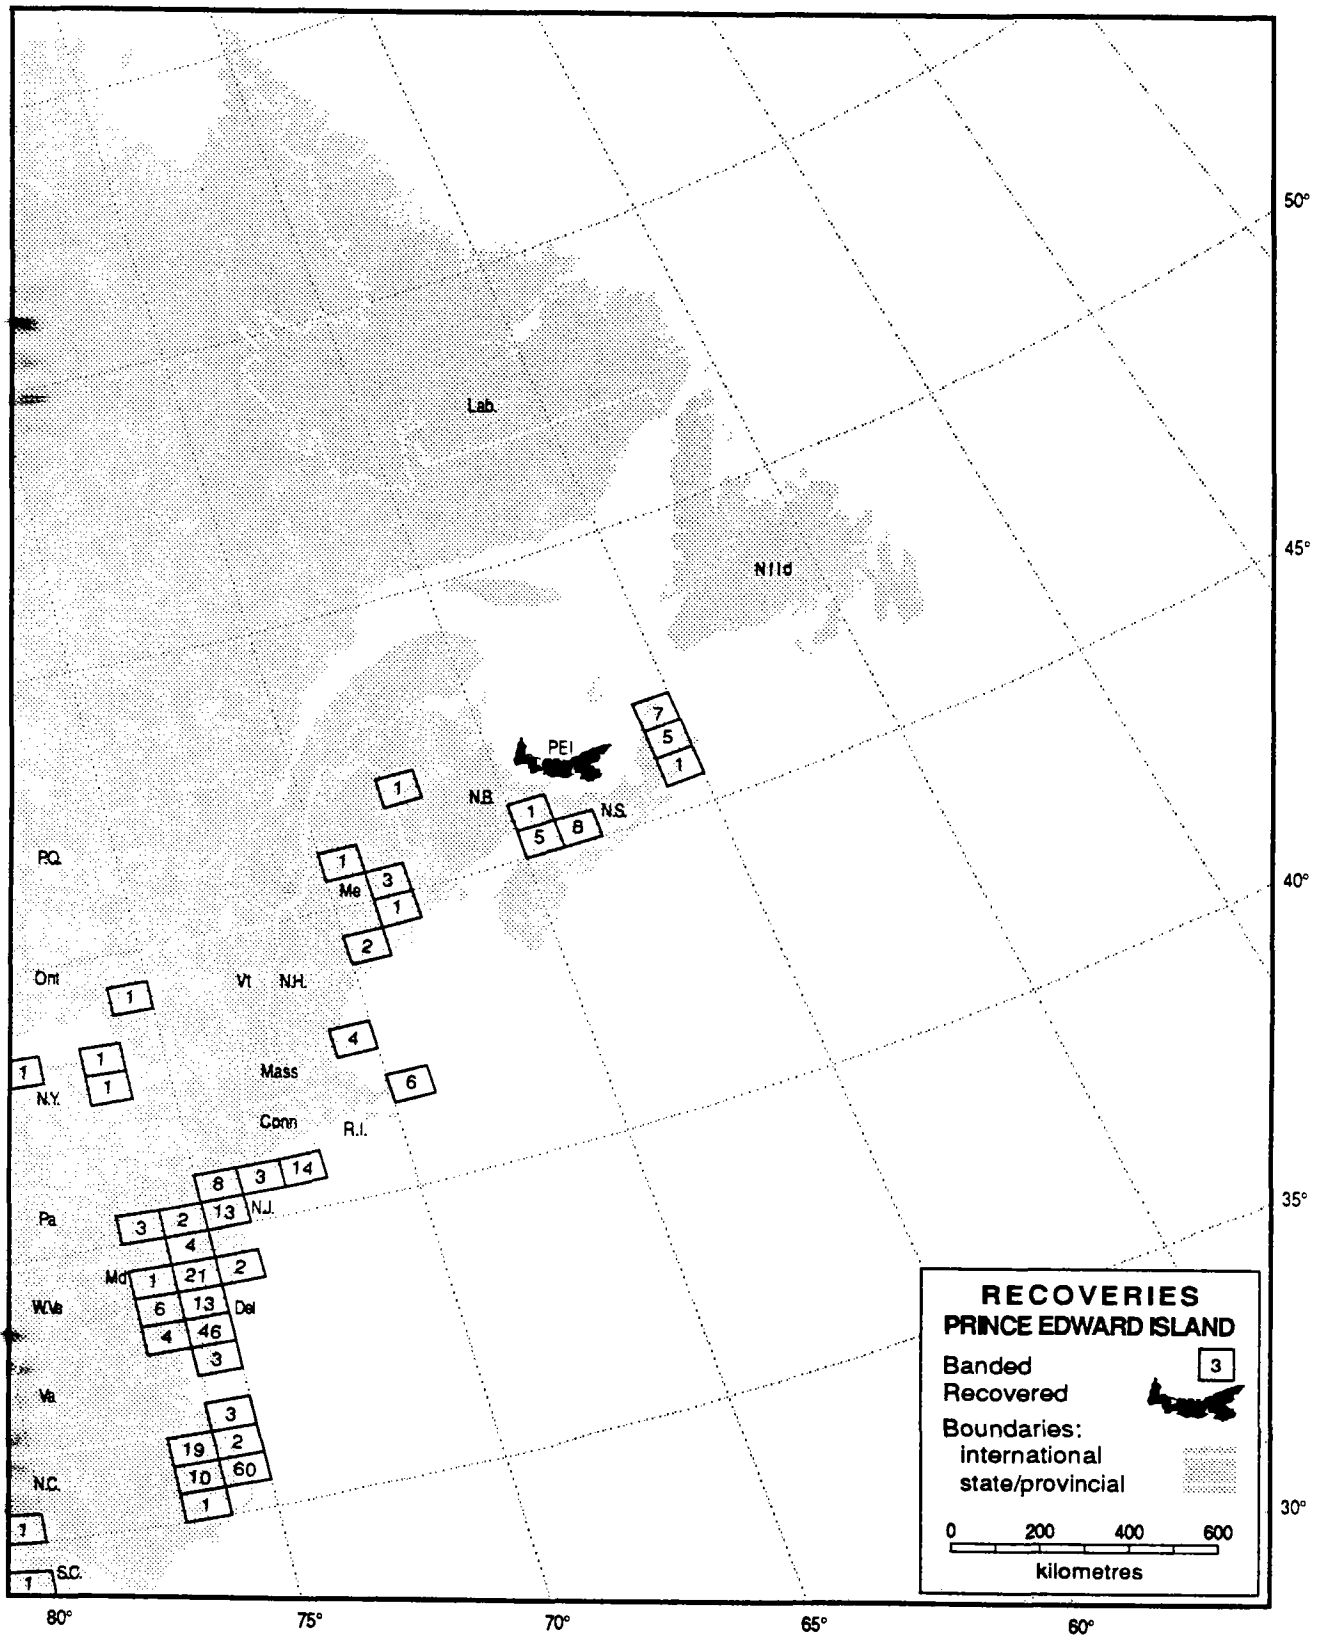 50°
Lab.
45°
Nfld
7
PEI
5
1
1
N.B.
1
N.S.
5
8
P.Q.
1
Me
3
40°
1
2
Ont
Vt
N.H.
1
4
1
1
Mass
6
1
N.Y.
Conn
R.I.
8
3
14
35°
Pa
3
2
13
N.J.
4
Md
1
21
2
W.Va
6
13
Del
4
46
3
Va
3
19
2
10
60
N.C.
1
1
S.C.
1
30°
RECOVERIES
PRINCE EDWARD ISLAND
Banded 3
Recovered
Boundaries:
international
state/provincial
0 200 400 600
kilometres
80° 75° 70° 65° 60°